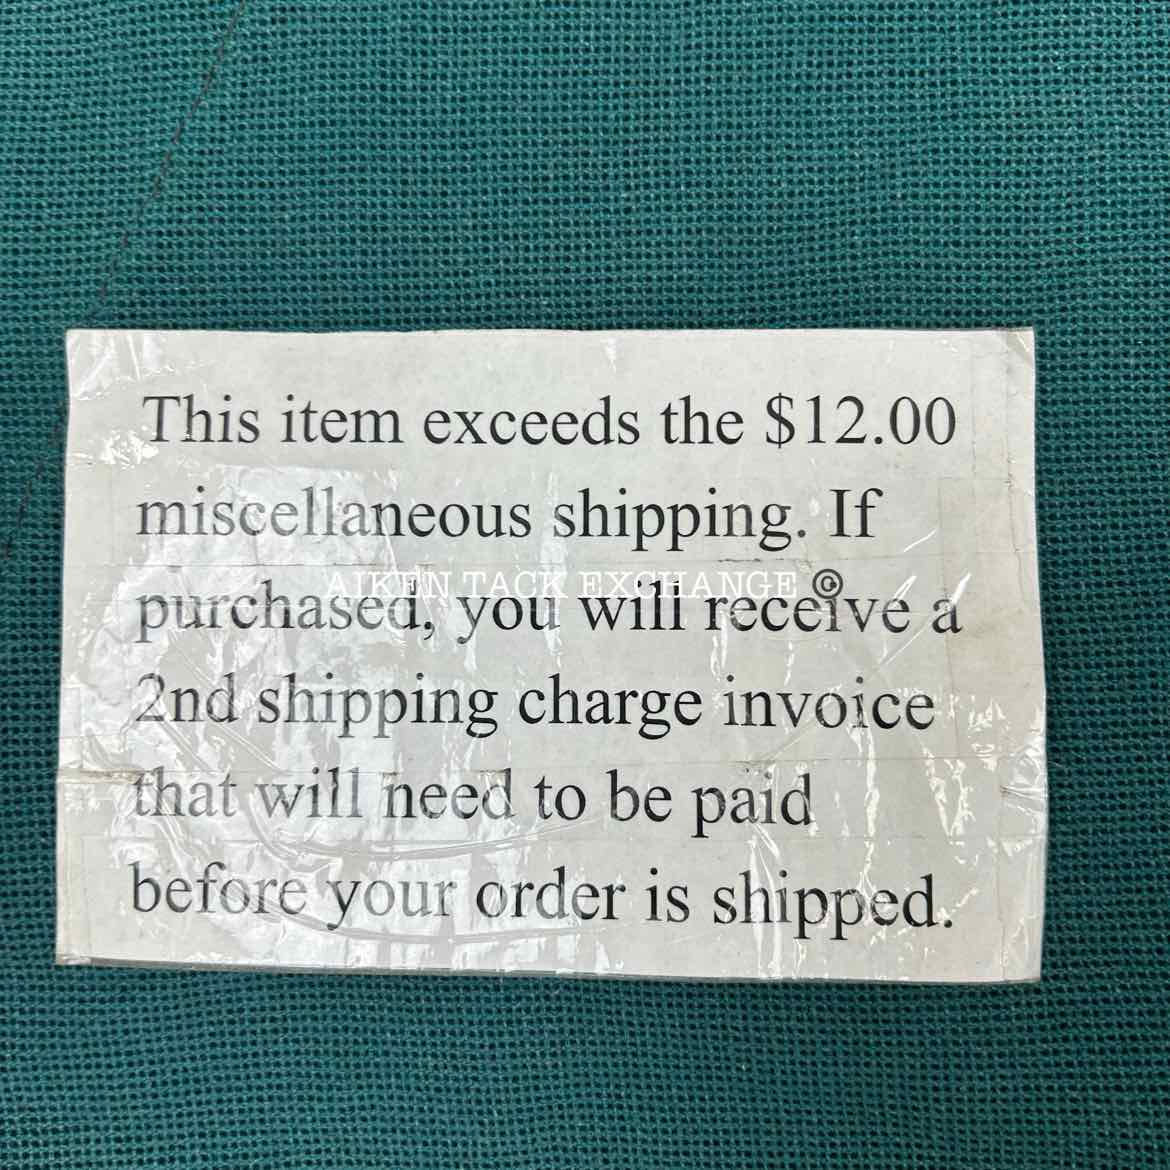 This item exceeds the $12.00
miscellaneous shipping. If
AIKEN TACK EXCHANGE ©
purchased, you will receive a
2nd shipping charge invoice
that will need to be paid
before your order is shipped.